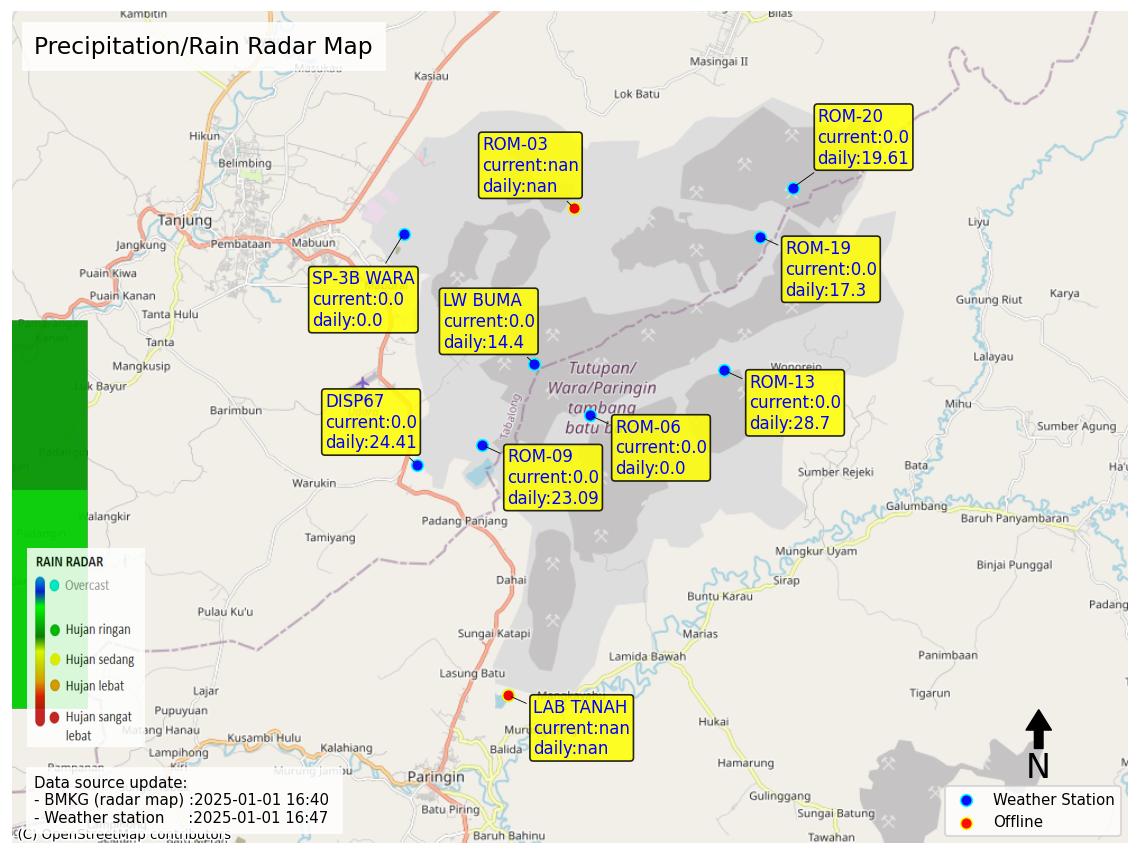 Precipitation/Rain Radar Map
Kambitin
Bilas
Masukau
Kasiau
Masingai II
Lok Batu
Hikun
Belimbing
ROM-20
current:0.0
daily:19.61
ROM-03
current:nan
daily:nan
Tanjung
Jangkung
Pembataan
Mabuun
Liyu
ROM-19
current:0.0
daily:17.3
Puain Kiwa
Puain Kanan
SP-3B WARA
current:0.0
daily:0.0
LW BUMA
current:0.0
daily:14.4
Gunung Riut
Karya
Tanta Hulu
Kanan
Tanta
Mangkusip
Luk Bayur
Lalayau
Wonorejo
Tutupan/
Wara/Paringin
tambang
batu b
Tabalong
ROM-13
current:0.0
daily:28.7
DISP67
current:0.0
daily:24.41
ROM-06
current:0.0
daily:0.0
ROM-09
current:0.0
daily:23.09
Barimbun
Mihu
Sumber Agung
Padangin
Sumber Rejeki
Bata
Warukin
Galumbang
Walangkir
Padang Panjang
Baruh Panyambaran
Padangin
Tamiyang
Mungkur Uyam
Binjai Punggal
Dahai
Sirap
Buntu Karau
Padang
Pulau Ku'u
Sungai Katapi
Marias
Lamida Bawah
Panimbaan
Lasung Batu
Tigarun
RAIN RADAR
Overcast
Hujan ringan
Hujan sedang
Hujan lebat
Hujan sangat
lebat
Lajar
Pupuyuan
Matang Hanau
Kusambi Hulu
Kalahiang
Lampihong
Mangkayahu
LAB TANAH
current:nan
daily:nan
Muru
Balida
Hukai
Hamarung
Murung Jambu
Paringin
Pampanan
Batu Piring
Baruh Bahinu
Gulinggang
Sungai Batung
Tawahan
N
Data source update:
- BMKG (radar map) :2025-01-01 16:40
- Weather station :2025-01-01 16:47
(C) OpenStreetMap contributors
Weather Station
Offline